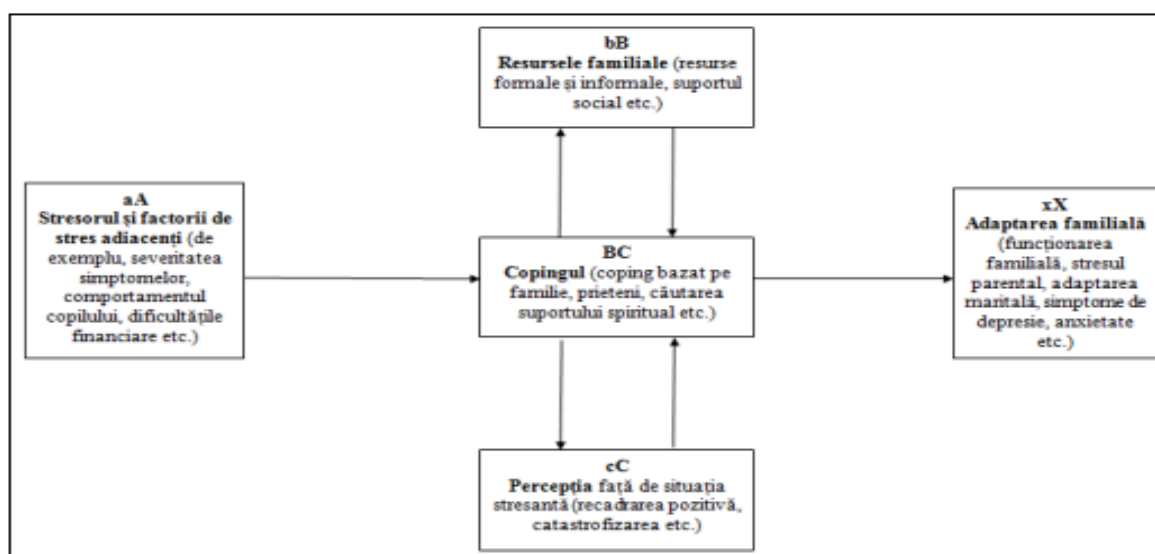 bB
Resursele familiale (resurse
formale și informale, suportul
social etc.)
aA
Stresorul și factorii de
stres adiacenți (de
exemplu, severitatea
simptomelor,
comportamentul
copilului, dificultățile
financiare etc.)
BC
Copingul (coping bazat pe
familie, prieteni, căutarea
suportului spiritual etc.)
xX
Adaptarea familială
(funcționarea
familială, stresul
parental, adaptarea
maritală, simptome de
depresie, anxietate
etc.)
cC
Percepția față de situația
stresantă (recadrarea pozitivă,
catastrofizarea etc.)